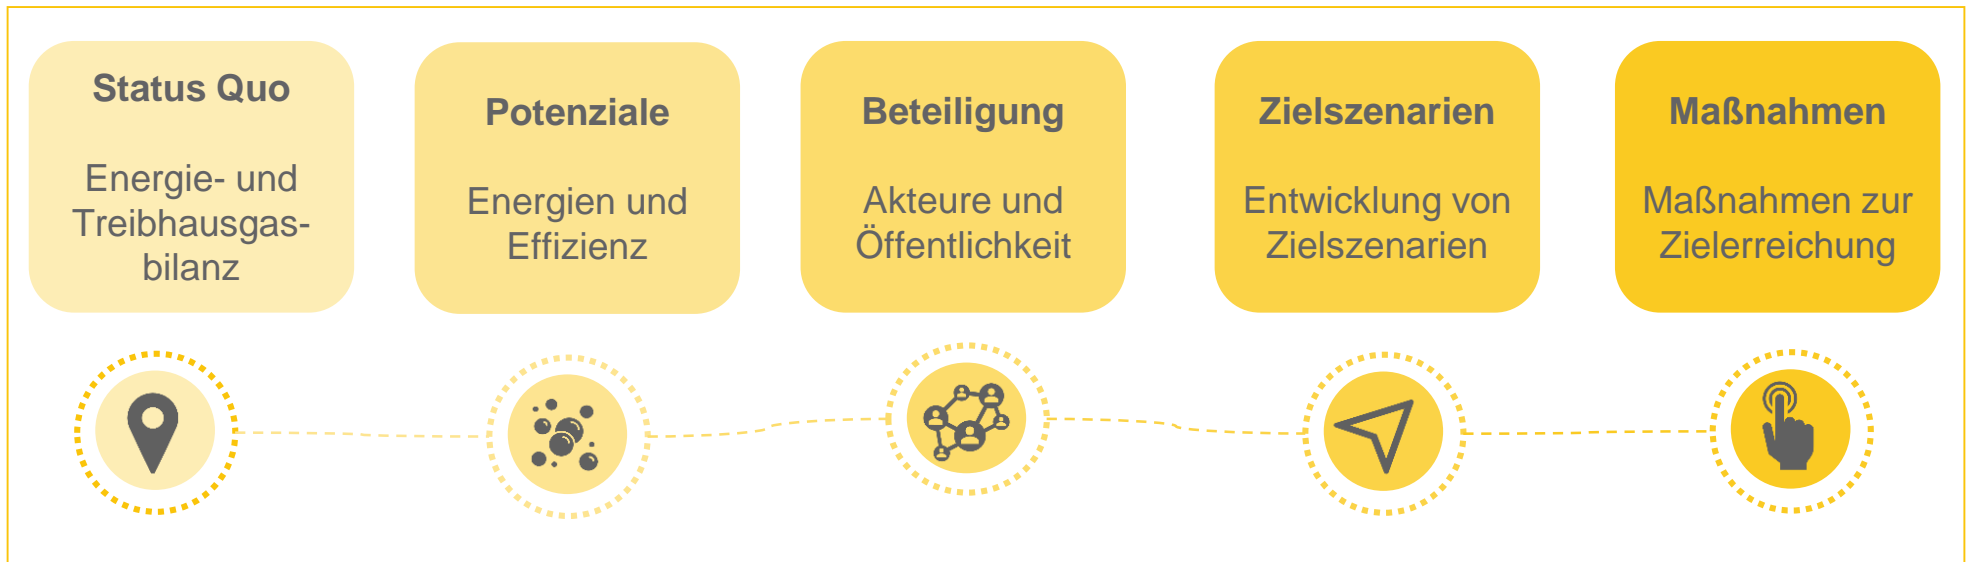 Status Quo
Energie- und
Treibhausgas-
bilanz
Potenziale
Energien und
Effizienz
Beteiligung
Akteure und
Öffentlichkeit
Zielszenarien
Entwicklung von
Zielszenarien
Maßnahmen
Maßnahmen zur
Zielerreichung